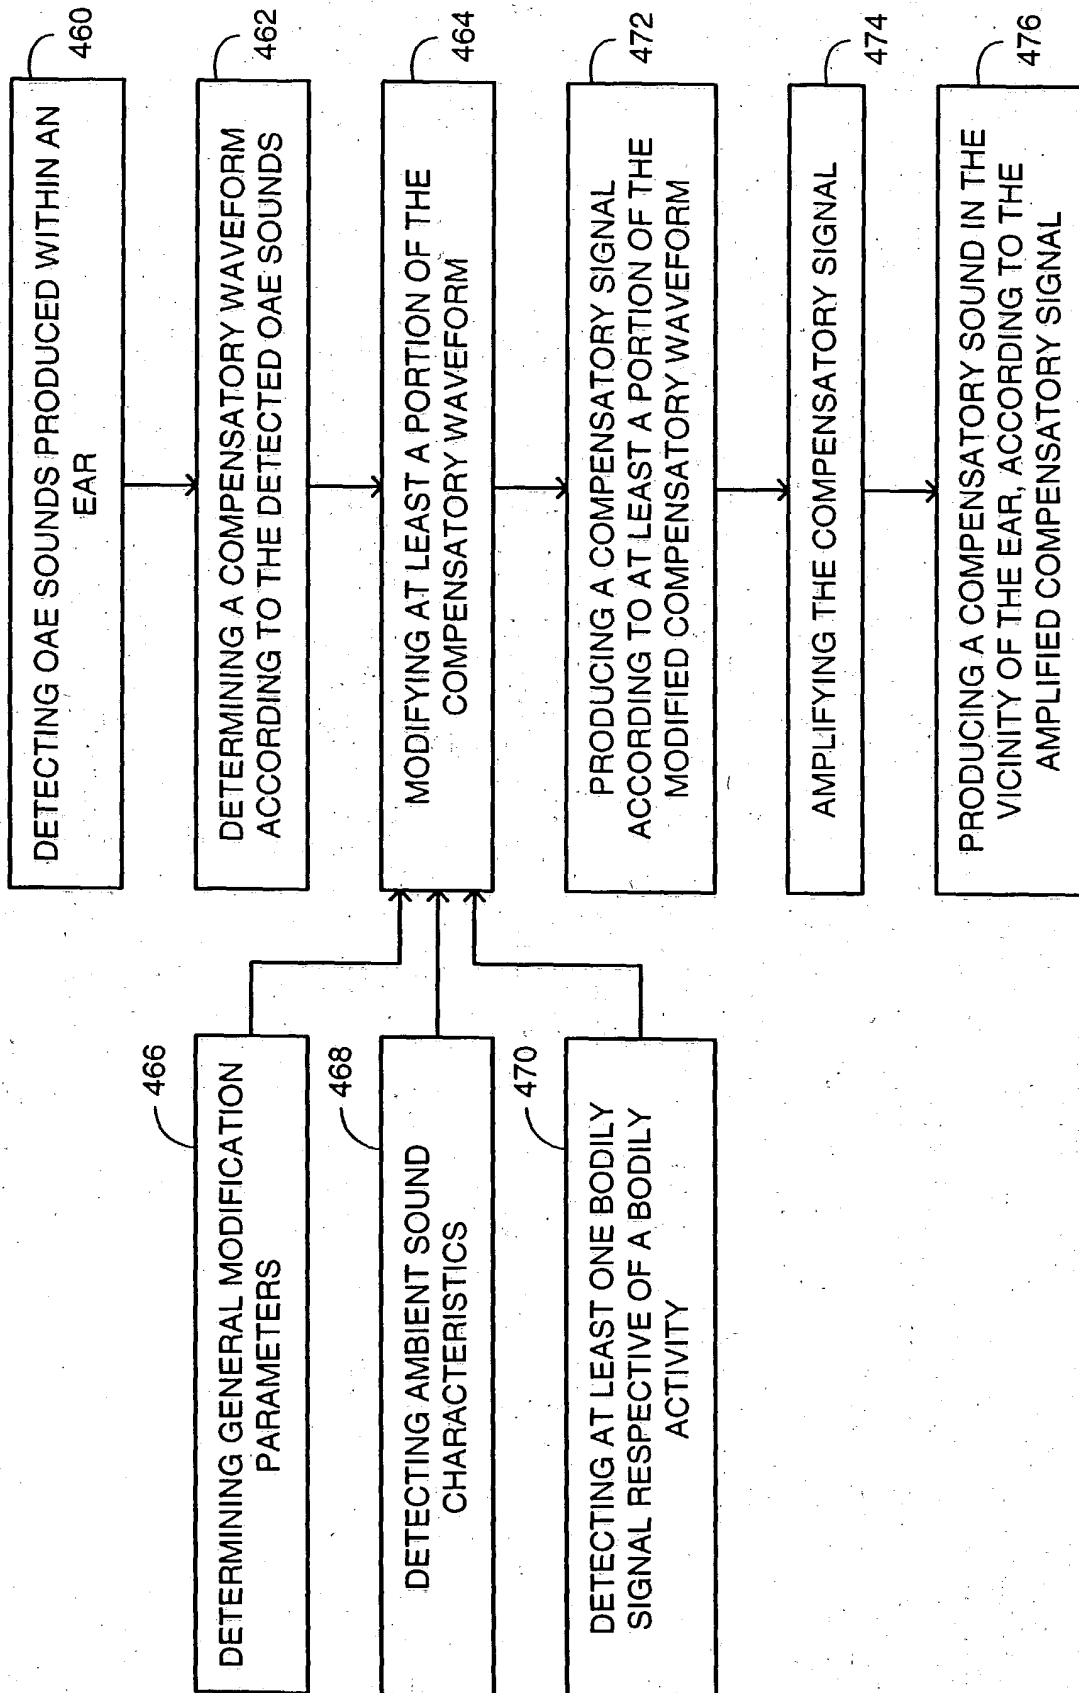 460
DETECTING OAE SOUNDS PRODUCED WITHIN AN
EAR
462
DETERMINING A COMPENSATORY WAVEFORM
ACCORDING TO THE DETECTED OAE SOUNDS
464
MODIFYING AT LEAST A PORTION OF THE
COMPENSATORY WAVEFORM
466
DETERMINING GENERAL MODIFICATION
PARAMETERS
468
DETECTING AMBIENT SOUND
CHARACTERISTICS
470
DETECTING AT LEAST ONE BODILY
SIGNAL RESPECTIVE OF A BODILY
ACTIVITY
472
PRODUCING A COMPENSATORY SIGNAL
ACCORDING TO AT LEAST A PORTION OF THE
MODIFIED COMPENSATORY WAVEFORM
474
AMPLIFYING THE COMPENSATORY SIGNAL
476
PRODUCING A COMPENSATORY SOUND IN THE
VICINITY OF THE EAR, ACCORDING TO THE
AMPLIFIED COMPENSATORY SIGNAL